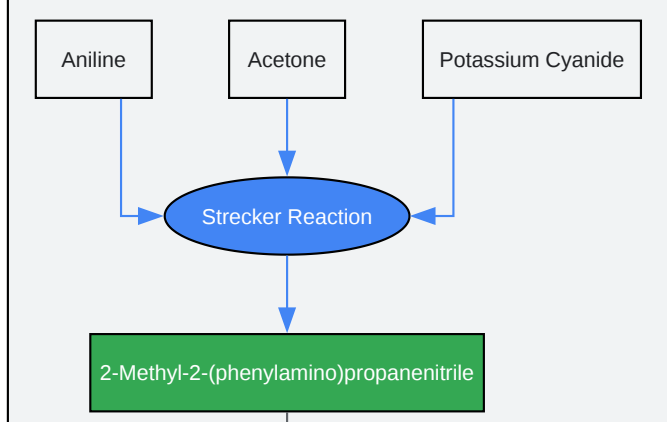 Aniline
Acetone
Potassium Cyanide
Strecker Reaction
2-Methyl-2-(phenylamino)propanenitrile